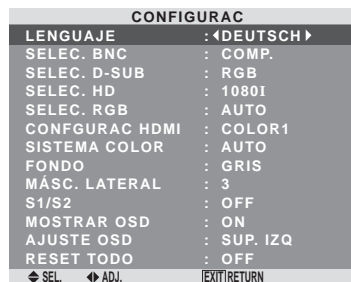 CONFIGURAC
LENGUAJE : ◀DEUTSCH▶
SELEC. BNC : COMP.
SELEC. D-SUB : RGB
SELEC. HD : 1080I
SELEC. RGB : AUTO
CONFGURAC HDMI : COLOR1
SISTEMA COLOR : AUTO
FONDO : GRIS
MÁSC. LATERAL : 3
S1/S2 : OFF
MOSTRAR OSD : ON
AJUSTE OSD : SUP. IZQ
RESET TODO : OFF
SEL. ADJ. EXIT RETURN